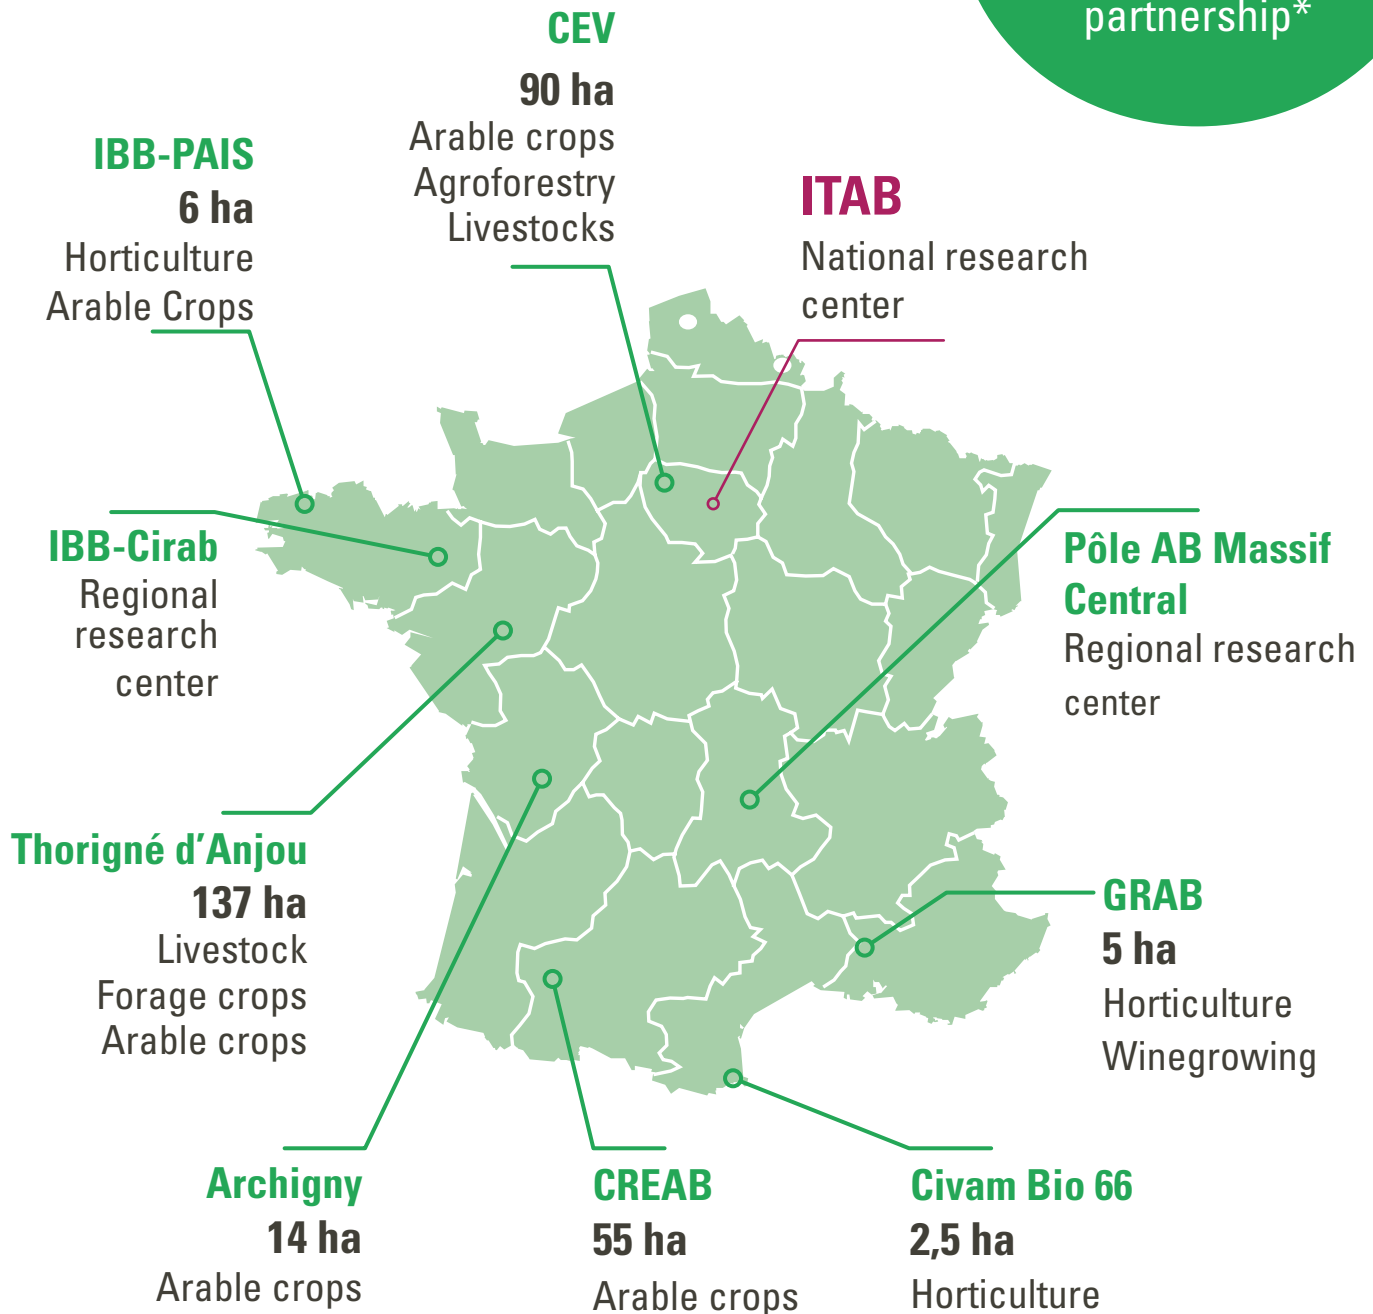 partnership*
CEV
90 ha
Arable crops
Agroforestry
Livestocks
IBB-PAIS
6 ha
Horticulture
Arable Crops
ITAB
National research
center
IBB-Cirab
Regional
research
center
Pôle AB Massif
Central
Regional research
center
Thorigné d’Anjou
137 ha
Livestock
Forage crops
Arable crops
GRAB
5 ha
Horticulture
Winegrowing
Archigny
14 ha
Arable crops
CREAB
55 ha
Arable crops
Civam Bio 66
2,5 ha
Horticulture